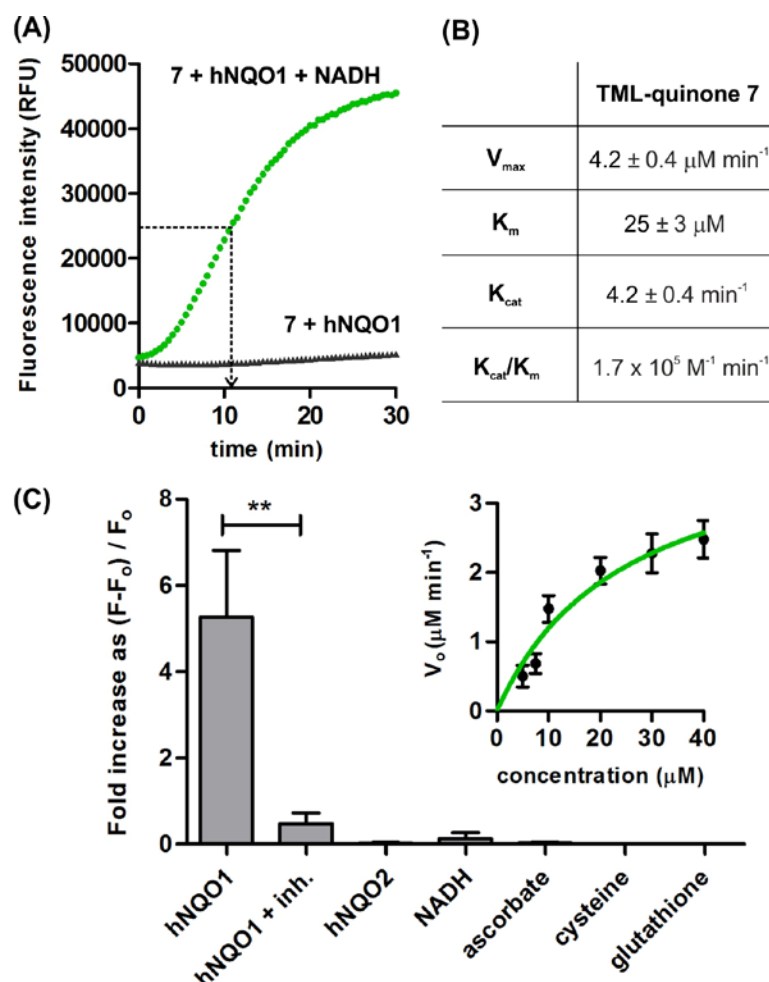 (A)
Fluorescence intensity (RFU)
50000
40000
30000
20000
10000
0
7 + hNQO1 + NADH
7 + hNQO1
0 10 20 30
time (min)
(B)
TML-quinone 7
Vmax 4.2 ± 0.4 µM min⁻¹
Km 25 ± 3 µM
Kcat 4.2 ± 0.4 min⁻¹
Kcat/Km 1.7 x 10⁵ M⁻¹ min⁻¹
(C)
Fold increase as (F-Fo) / Fo
8
6
4
2
0
**
hNQO1
hNQO1 + inh.
hNQO2
NADH
ascorbate
cysteine
glutathione
Vo (µM min⁻¹)
3
2
1
0
0 10 20 30 40
concentration (µM)